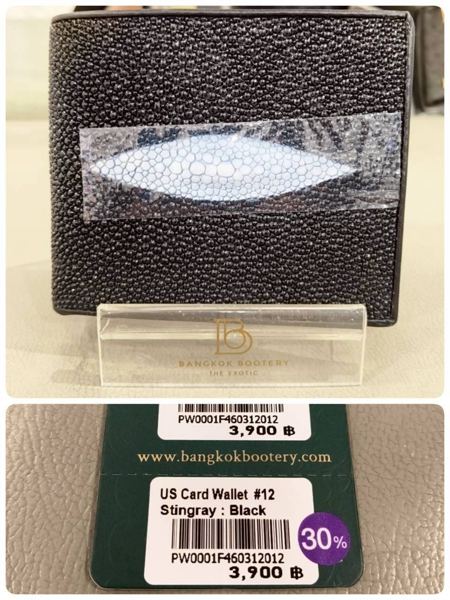 B
BANGKOK BOOTERY
THE EXOTIC
PW0001F460312012
3,900 ฿
www.bangkokbootery.com
US Card Wallet #12
Stingray : Black
30%
PW0001F460312012
3,900 ฿